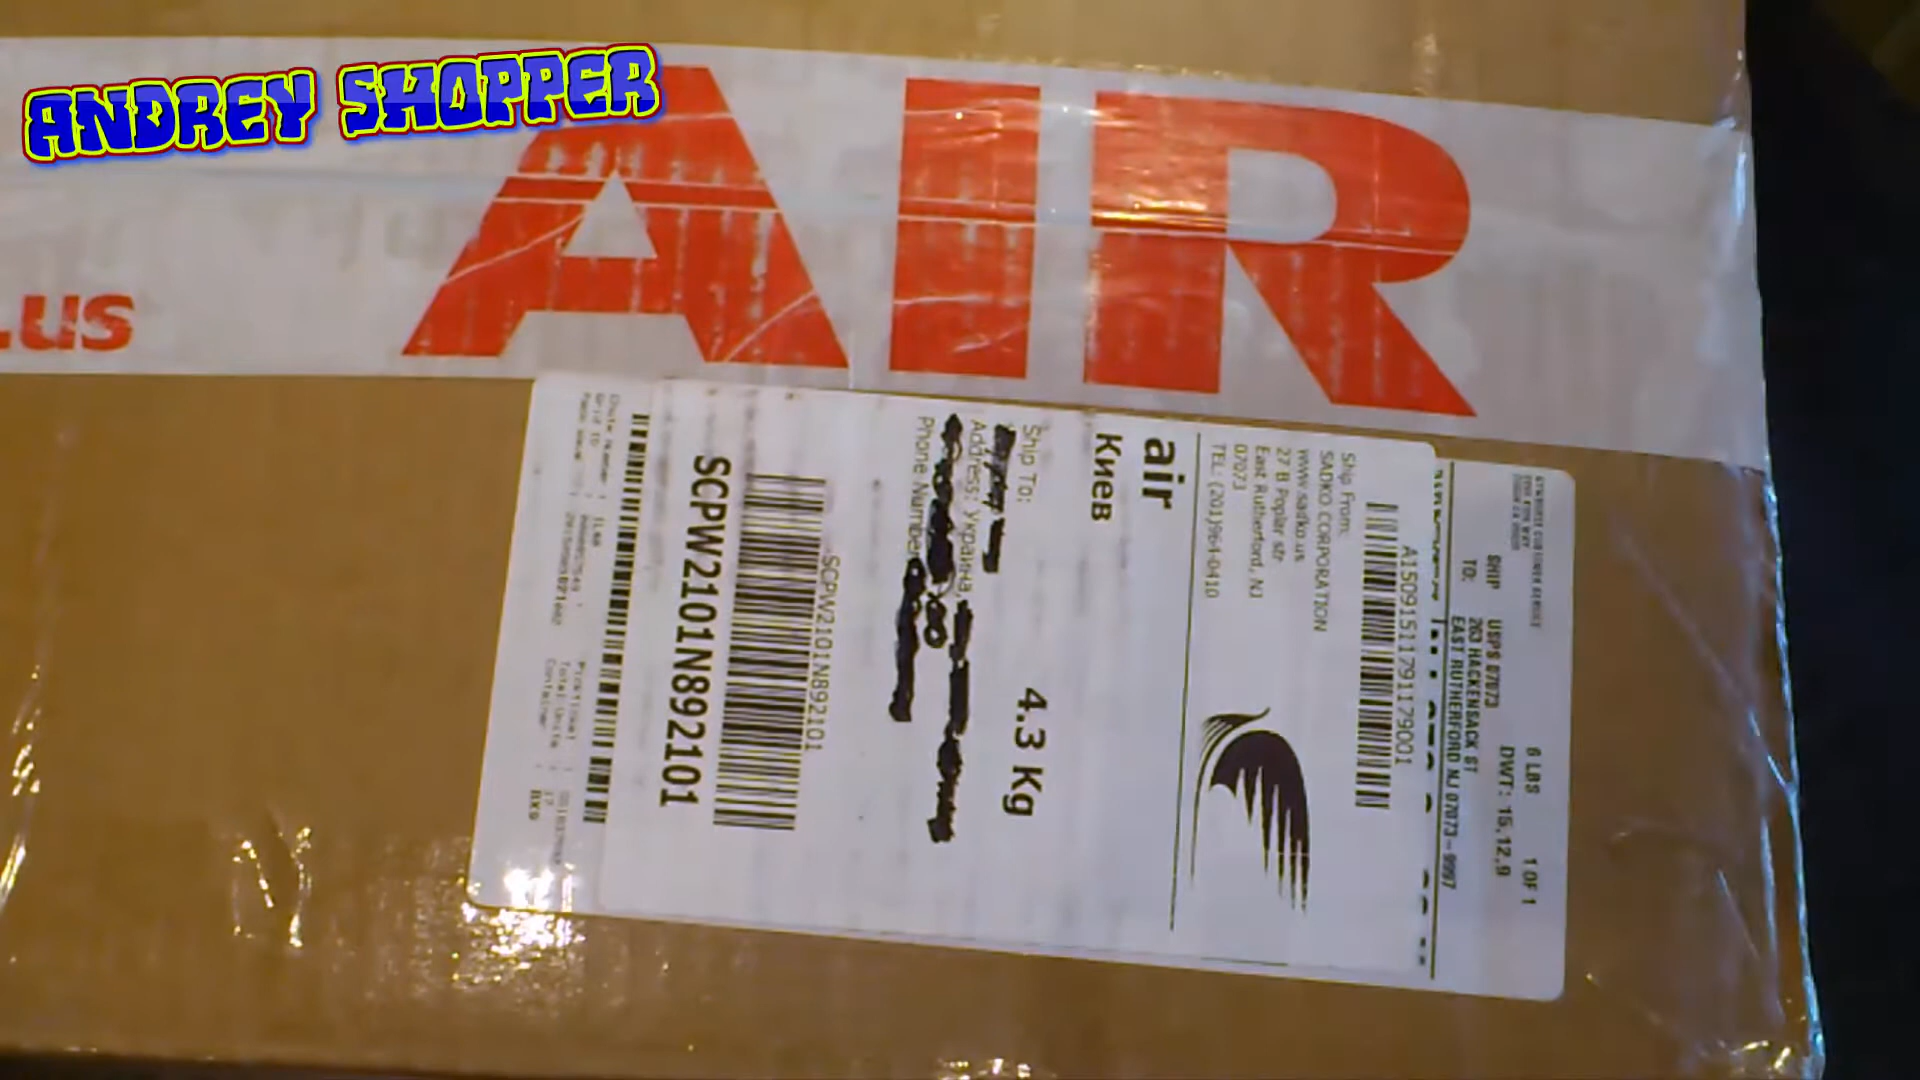 ANDREY SHOPPER
AIR
.us
6 LBS 1 OF 1
SHIP TO: USPS 07073
DWT: 15,12,9
263 HACKENSACK ST
EAST RUTHERFORD NJ 07073-9997
A15091511791179001
Ship From:
SADKO CORPORATION
www.sadko.us
27 B Poplar str
East Rutherford, NJ
07073
TEL: (201)964-0410
air
Киев
Ship To:
4.3 Kg
Address: Украина,
Phone Number
SCPW2101N892101
SCPW2101N892101